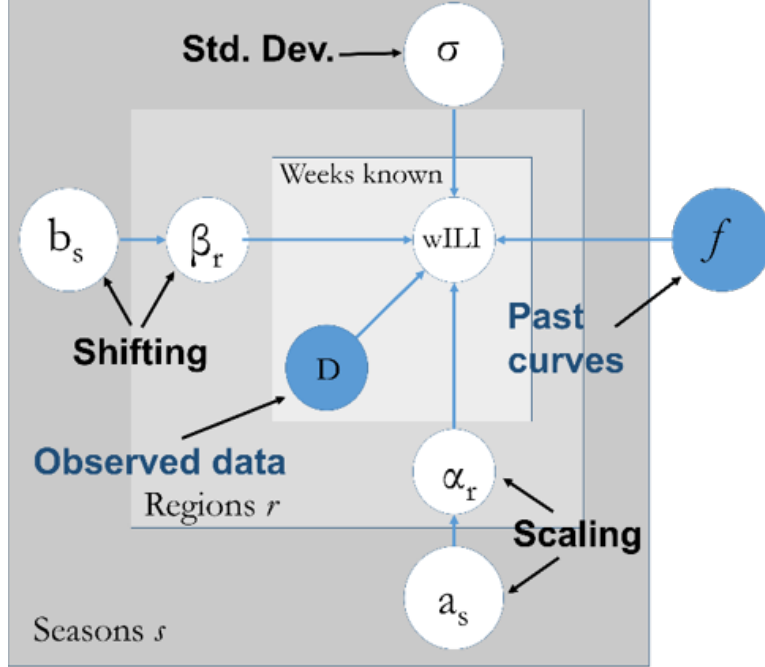 Std. Dev.
σ
Weeks known
b_s
β_r
wILI
f
Shifting
D
Past
curves
Observed data
α_r
Regions r
Scaling
a_s
Seasons s